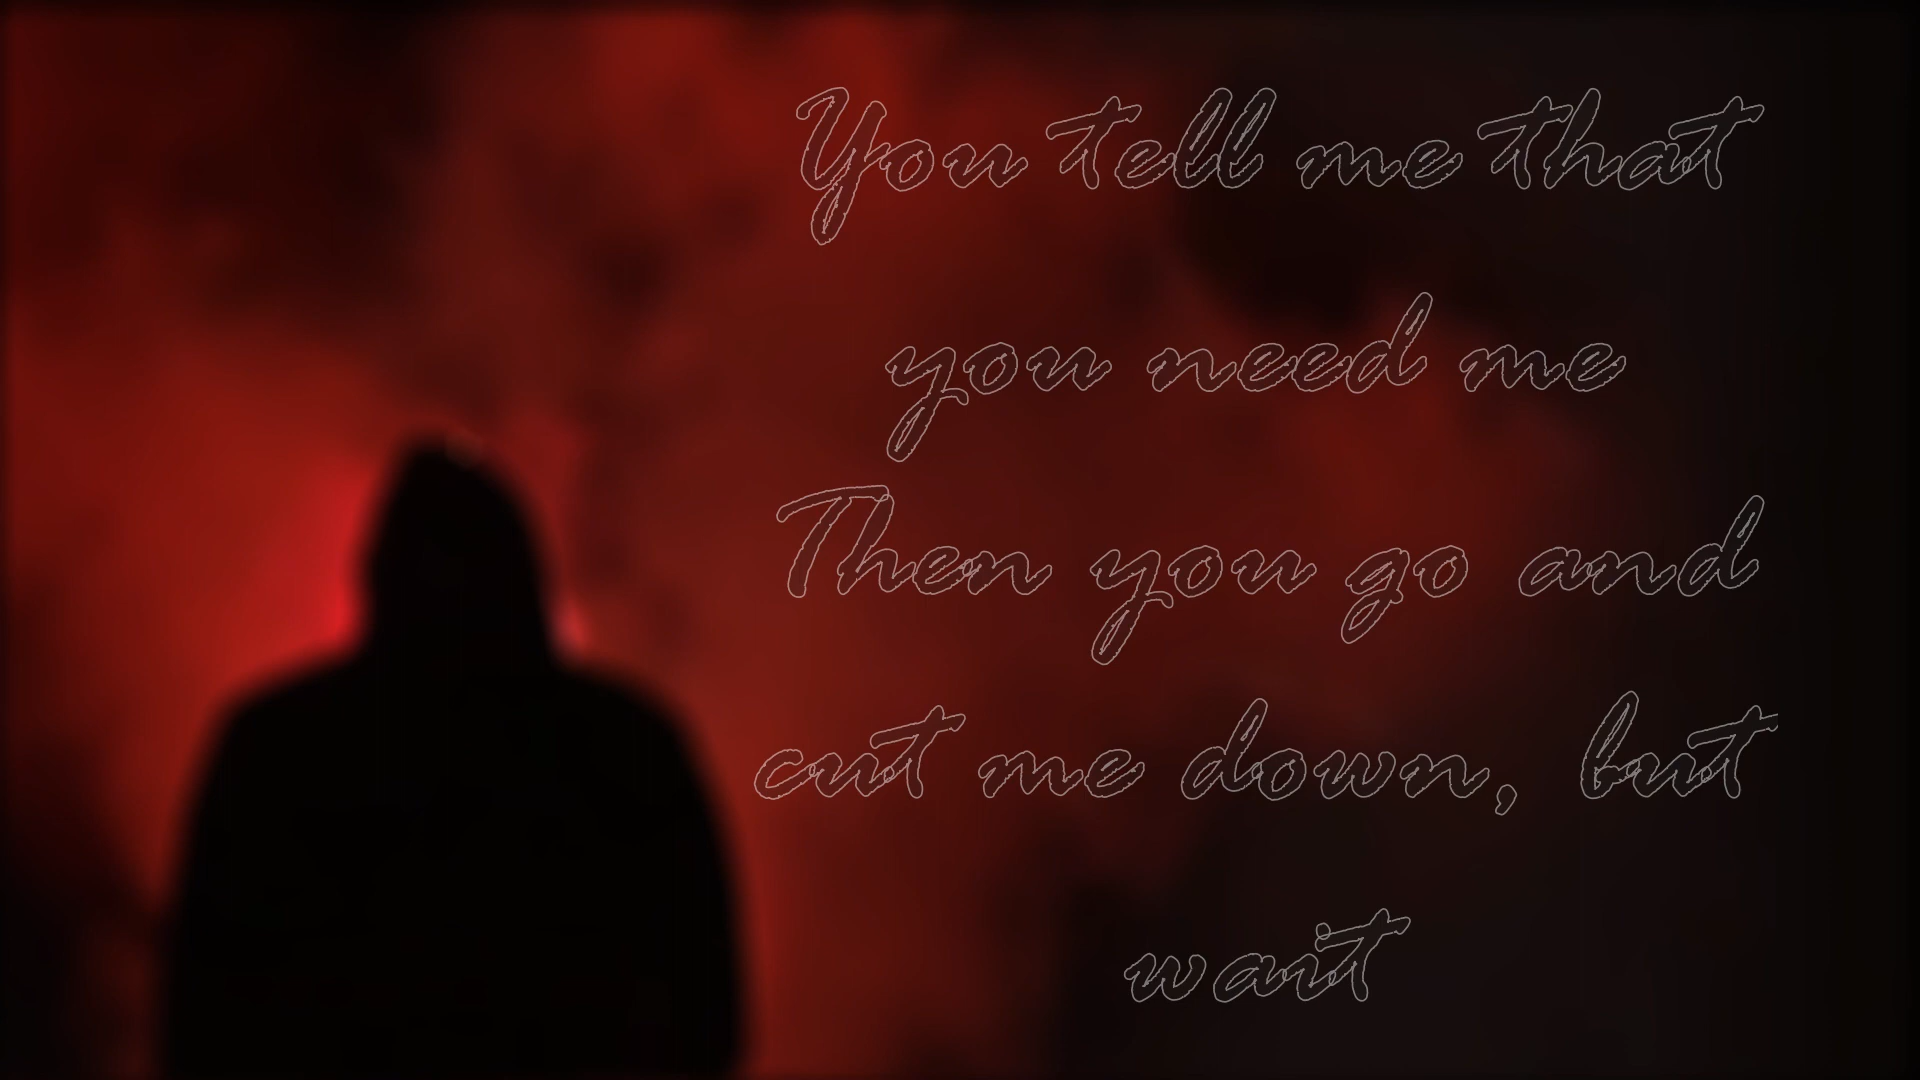 You tell me that
you need me
Then you go and
cut me down, but
wait